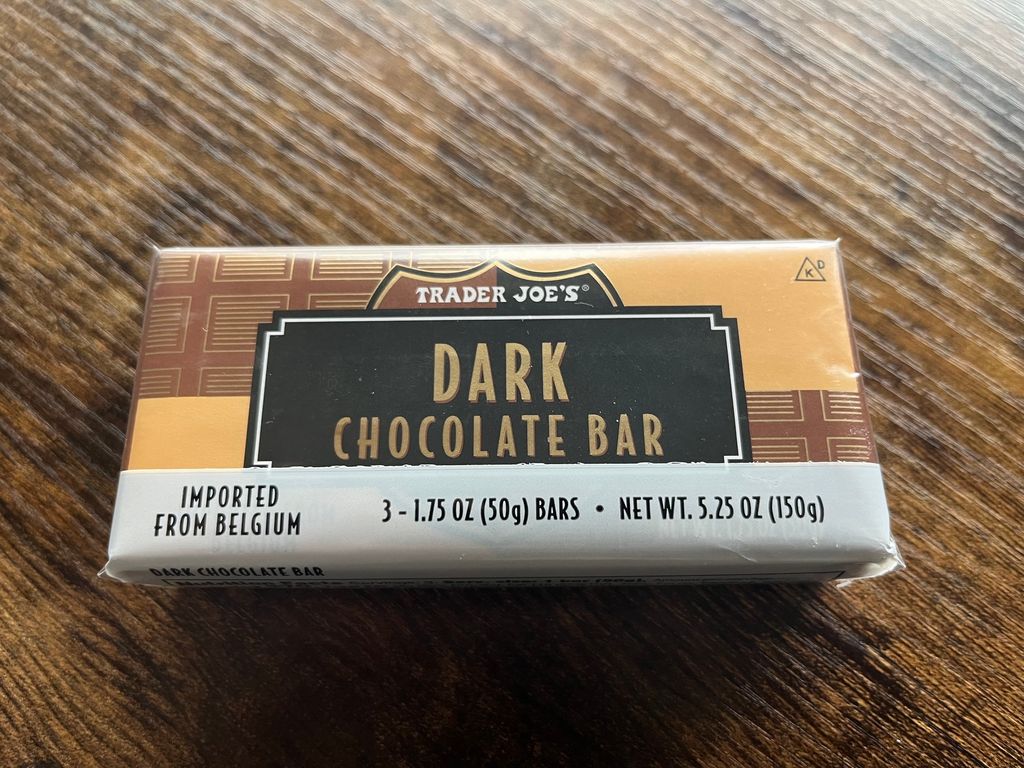 TRADER JOE'S®
K D
DARK
CHOCOLATE BAR
IMPORTED
FROM BELGIUM
3 - 1.75 OZ (50g) BARS • NET WT. 5.25 OZ (150g)
DARK CHOCOLATE BAR